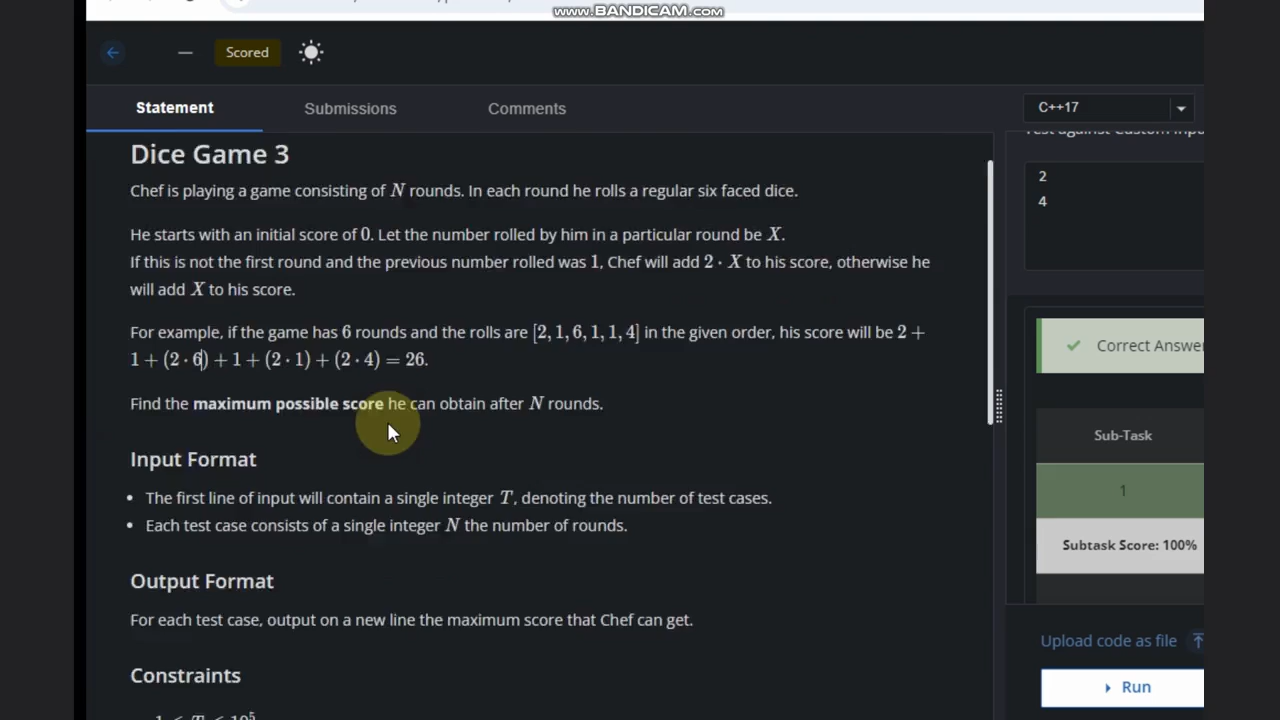 www.BANDICAM.com
Scored
Statement Submissions Comments
C++17
Dice Game 3
Chef is playing a game consisting of N rounds. In each round he rolls a regular six faced dice.
He starts with an initial score of 0. Let the number rolled by him in a particular round be X.
If this is not the first round and the previous number rolled was 1, Chef will add 2 · X to his score, otherwise he
will add X to his score.
For example, if the game has 6 rounds and the rolls are [2, 1, 6, 1, 1, 4] in the given order, his score will be 2 +
1 + (2 · 6) + 1 + (2 · 1) + (2 · 4) = 26.
Find the maximum possible score he can obtain after N rounds.
Input Format
• The first line of input will contain a single integer T, denoting the number of test cases.
• Each test case consists of a single integer N the number of rounds.
Output Format
For each test case, output on a new line the maximum score that Chef can get.
Constraints
2
4
Correct Answer
Sub-Task
1
Subtask Score: 100%
Upload code as file
Run